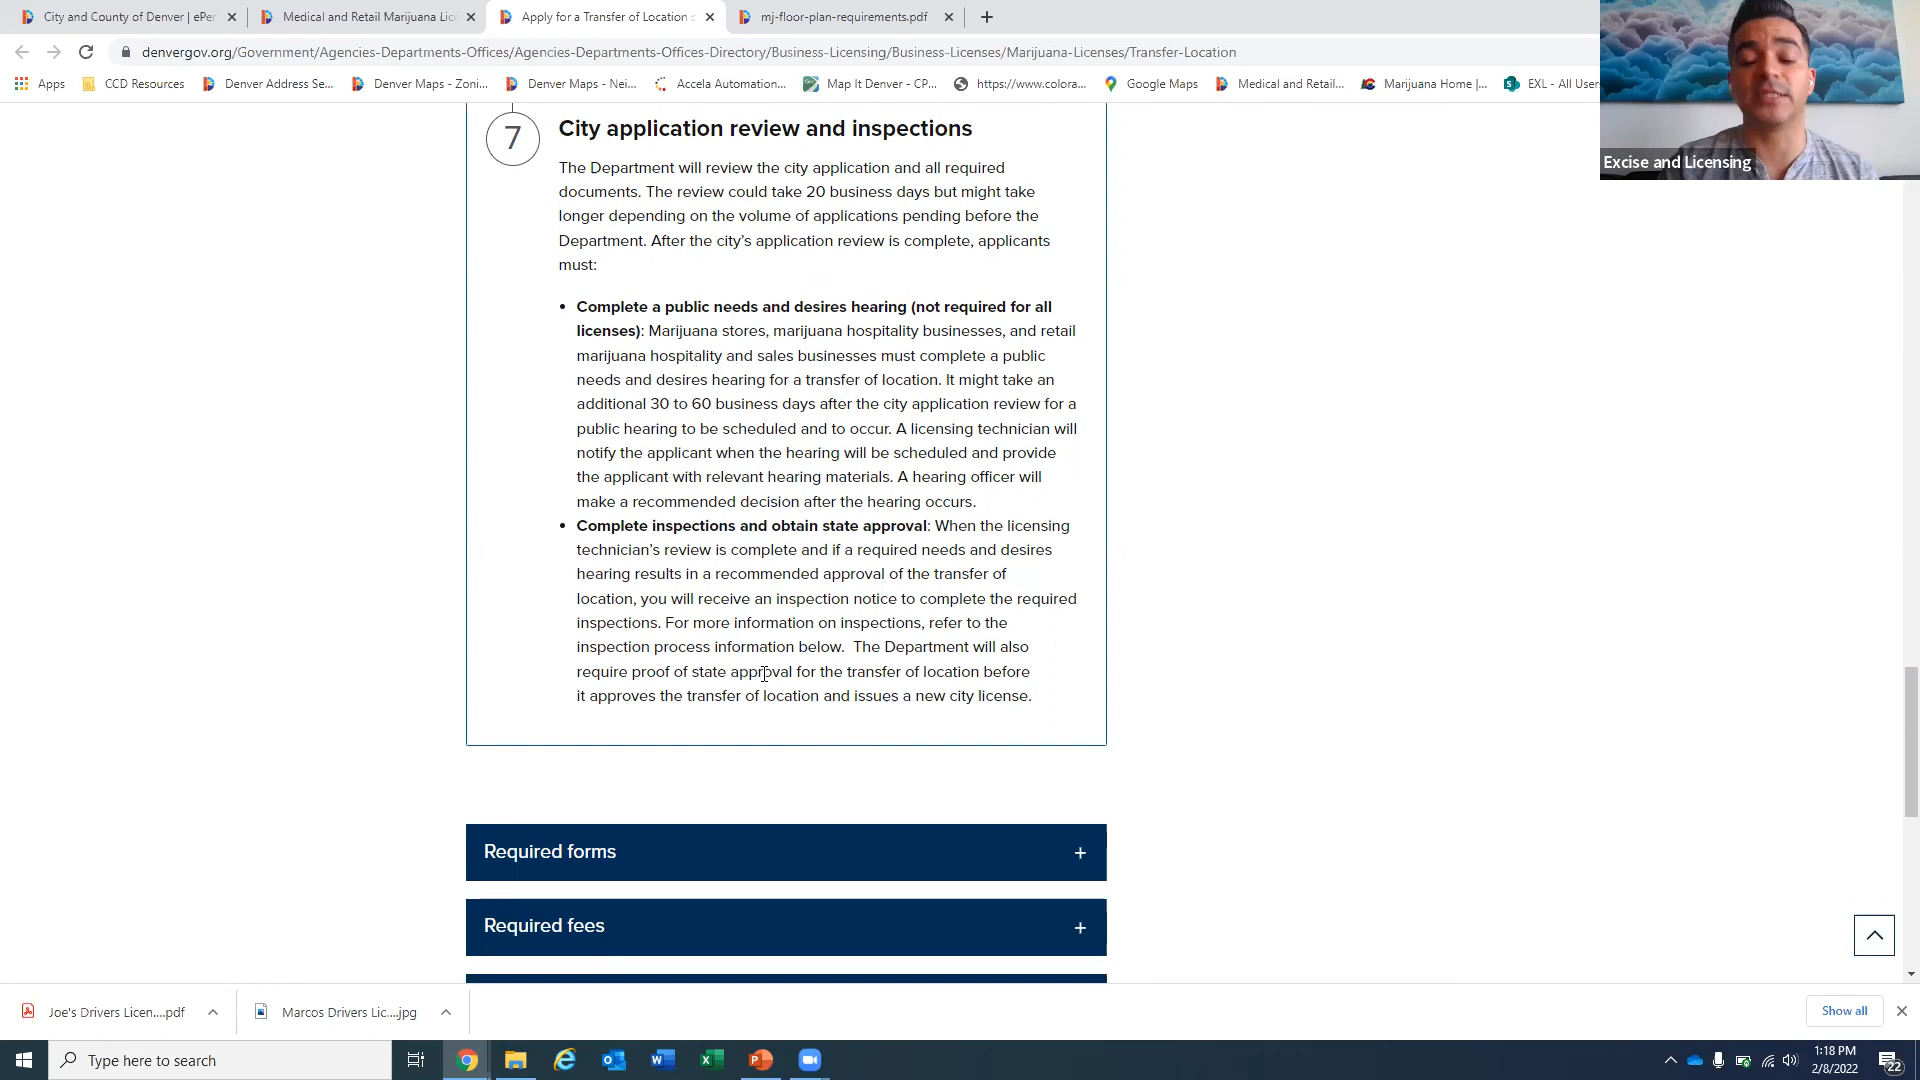 City and County of Denver | ePer
Medical and Retail Marijuana Lic
Apply for a Transfer of Location
mj-floor-plan-requirements.pdf
denvergov.org/Government/Agencies-Departments-Offices/Agencies-Departments-Offices-Directory/Business-Licensing/Business-Licenses/Marijuana-Licenses/Transfer-Location
Apps
CCD Resources
Denver Address Se...
Denver Maps - Zoni...
Denver Maps - Nei...
Accela Automation...
Map It Denver - CP...
https://www.colora...
Google Maps
Medical and Retail...
Marijuana Home |...
EXL - All User
Excise and Licensing
7
City application review and inspections
The Department will review the city application and all required
documents. The review could take 20 business days but might take
longer depending on the volume of applications pending before the
Department. After the city’s application review is complete, applicants
must:
• Complete a public needs and desires hearing (not required for all
licenses): Marijuana stores, marijuana hospitality businesses, and retail
marijuana hospitality and sales businesses must complete a public
needs and desires hearing for a transfer of location. It might take an
additional 30 to 60 business days after the city application review for a
public hearing to be scheduled and to occur. A licensing technician will
notify the applicant when the hearing will be scheduled and provide
the applicant with relevant hearing materials. A hearing officer will
make a recommended decision after the hearing occurs.
• Complete inspections and obtain state approval: When the licensing
technician’s review is complete and if a required needs and desires
hearing results in a recommended approval of the transfer of
location, you will receive an inspection notice to complete the required
inspections. For more information on inspections, refer to the
inspection process information below. The Department will also
require proof of state approval for the transfer of location before
it approves the transfer of location and issues a new city license.
Required forms +
Required fees +
Joe's Drivers Licen....pdf
Marcos Drivers Lic....jpg
Show all
Type here to search
1:18 PM
2/8/2022
22